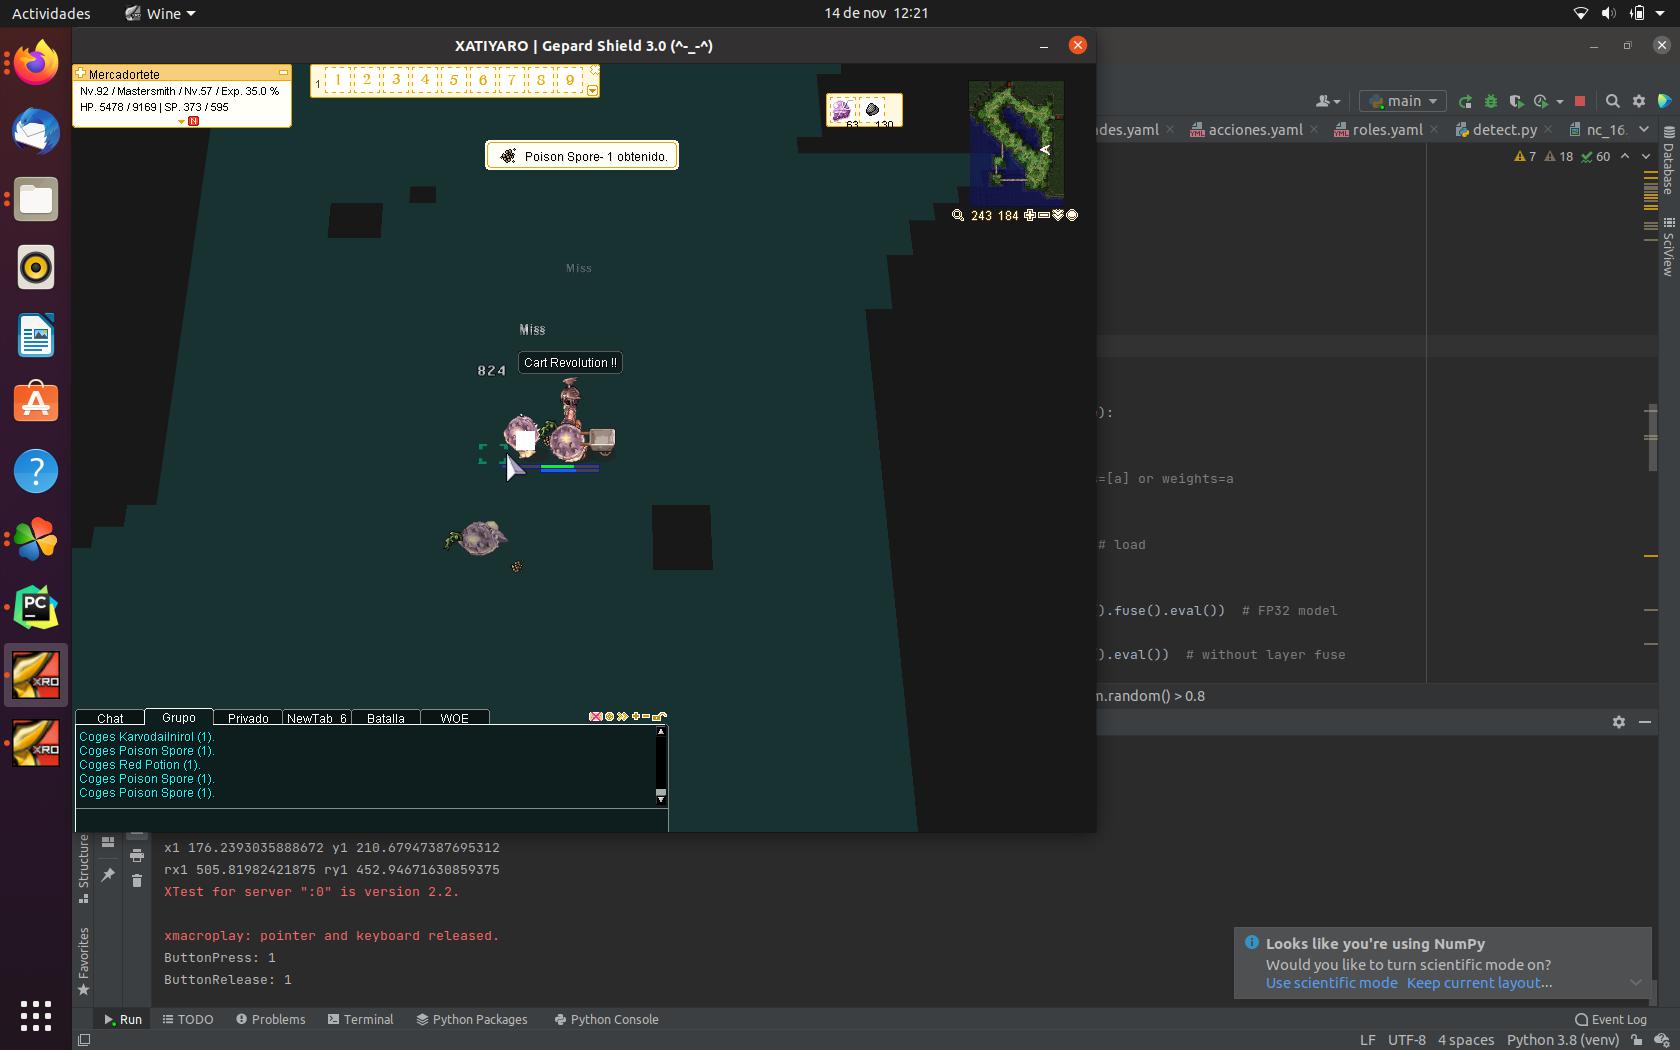 Actividades
Wine
14 de nov 12:21
XATIYARO | Gepard Shield 3.0 (^-_-^)
Mercadortete
Nv.92 / Mastersmith / Nv.57 / Exp. 35.0 %
HP. 5478 / 9169 | SP. 373 / 595
N
1
1 2 3 4 5 6 7 8 9
63 130
Poison Spore- 1 obtenido.
243 184
Miss
Miss
824
Cart Revolution !!
Chat
Grupo
Privado
NewTab_6
Batalla
WOE
Coges Karvodailnirol (1).
Coges Poison Spore (1).
Coges Red Potion (1).
Coges Poison Spore (1).
Coges Poison Spore (1).
main
acciones.yaml
roles.yaml
detect.py
7
18
60
Database
SciView
):
=[a] or weights=a
# load
).fuse().eval()) # FP32 model
).eval()) # without layer fuse
m.random() > 0.8
XRO
XRO
PC
Structure
Favorites
x1 176.2393035888672 y1 210.67947387695312
rx1 505.81982421875 ry1 452.94671630859375
XTest for server ":0" is version 2.2.
xmacroplay: pointer and keyboard released.
ButtonPress: 1
ButtonRelease: 1
Looks like you're using NumPy
Would you like to turn scientific mode on?
Use scientific mode Keep current layout...
Run
TODO
Problems
Terminal
Python Packages
Python Console
Event Log
LF UTF-8 4 spaces Python 3.8 (venv)